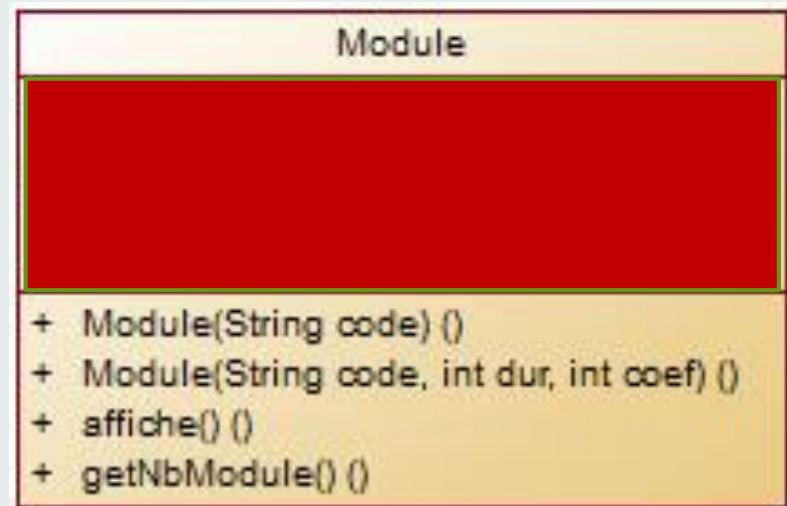 Module
+ Module(String code) ()
+ Module(String code, int dur, int coef) ()
+ affiche() ()
+ getNbModule() ()